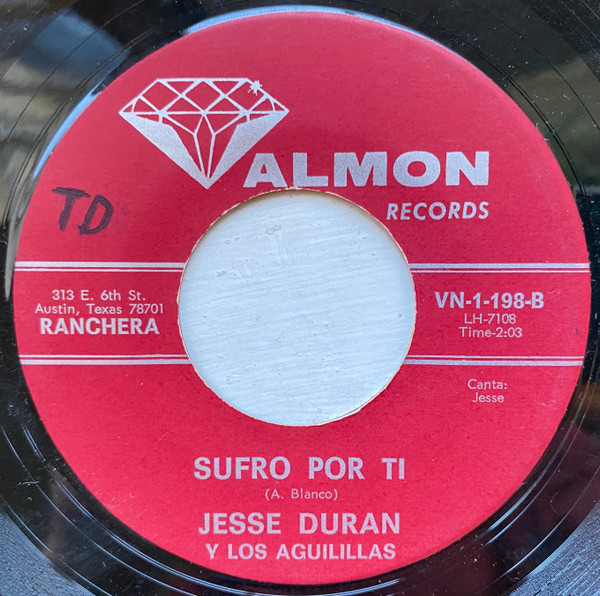 ALMON
RECORDS
TD
313 E. 6th St.
Austin, Texas 78701
RANCHERA
VN-1-198-B
LH-7108
Time-2:03
Canta:
Jesse
SUFRO POR TI
(A. Blanco)
JESSE DURAN
Y LOS AGUILILLAS